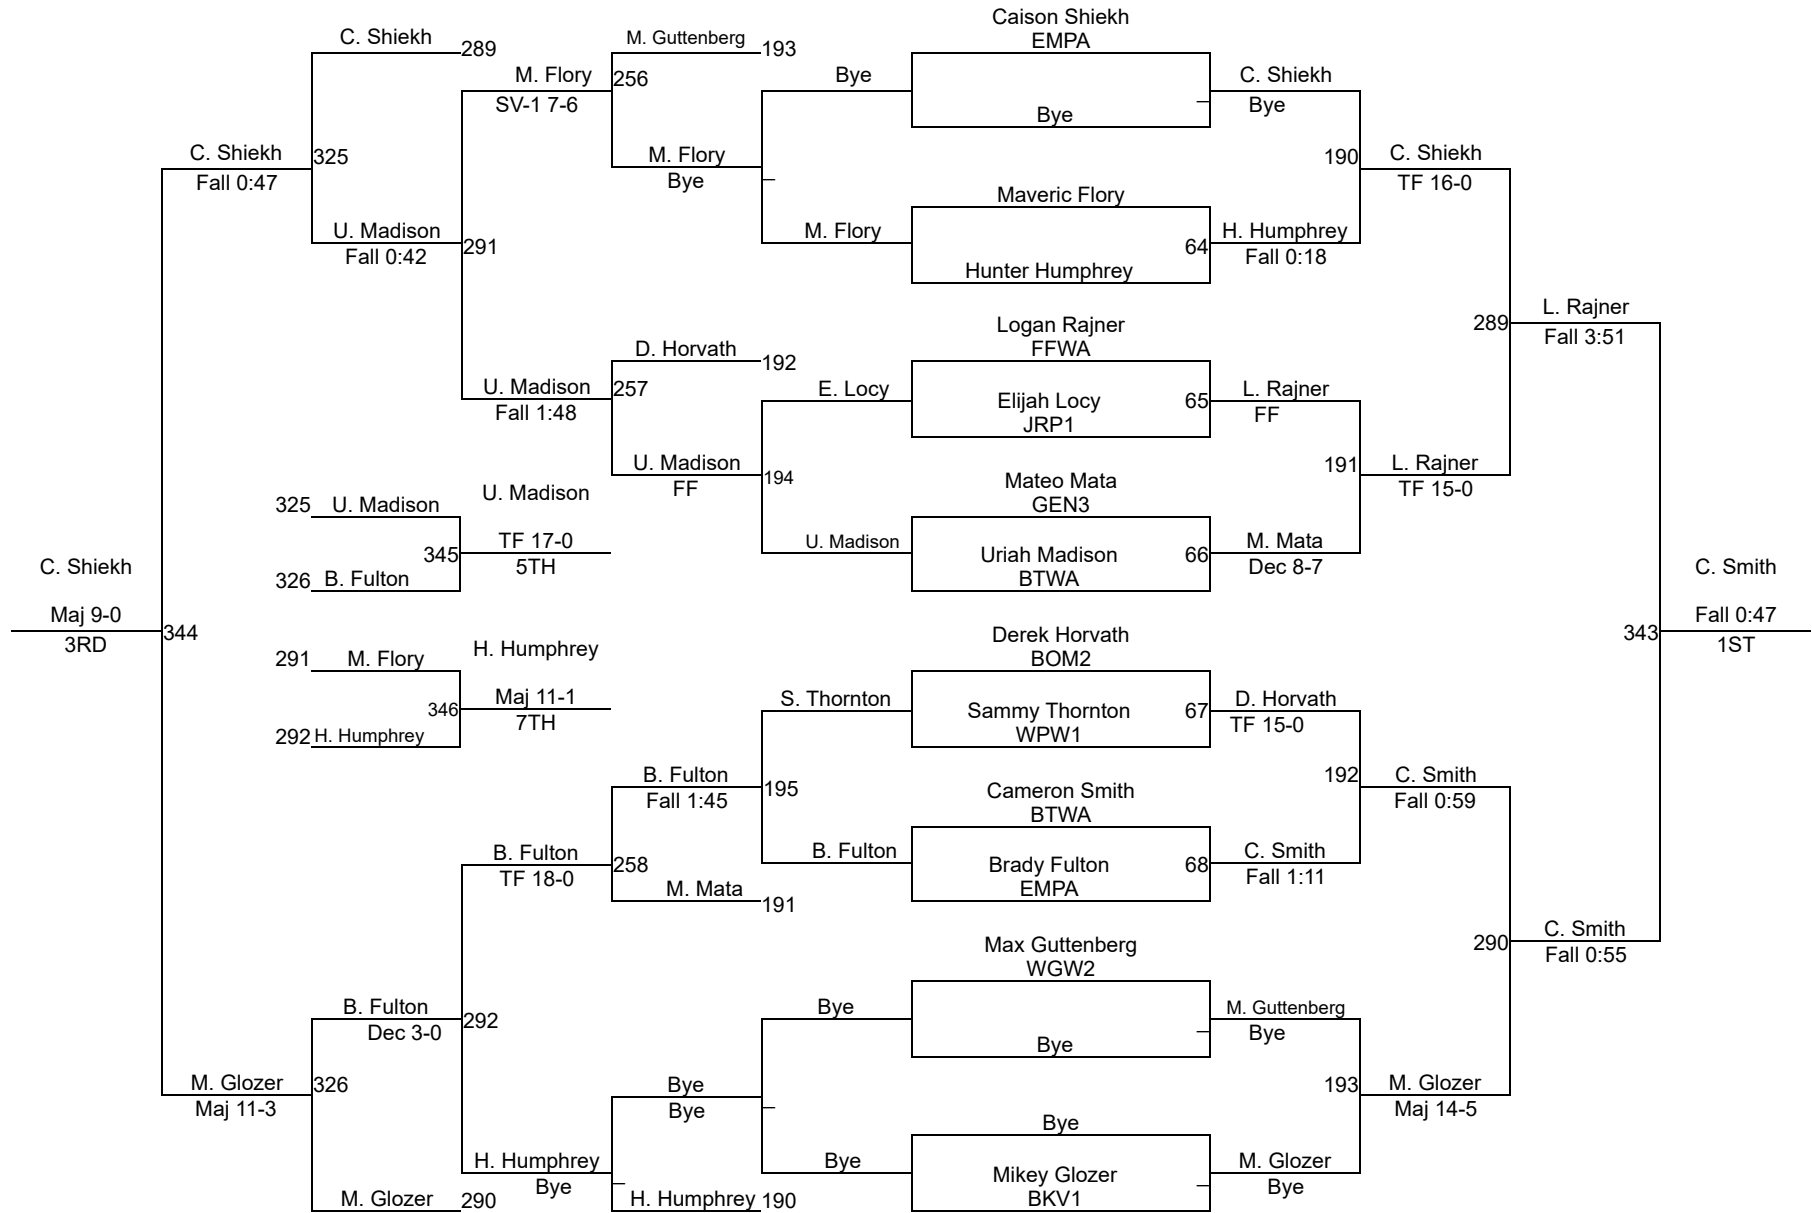 Caison Shiekh
EMPA
C. Shiekh
289
M. Guttenberg
193
M. Flory
256
SV-1 7-6
Bye
C. Shiekh
Bye
Bye
C. Shiekh
325
Fall 0:47
M. Flory
Bye
190
C. Shiekh
TF 16-0
Maveric Flory
U. Madison
291
Fall 0:42
M. Flory
64
H. Humphrey
Fall 0:18
Hunter Humphrey
L. Rajner
289
Fall 3:51
Logan Rajner
FFWA
D. Horvath
192
U. Madison
257
Fall 1:48
E. Locy
Elijah Locy
65
JRP1
L. Rajner
FF
U. Madison
194
FF
191
L. Rajner
TF 15-0
Mateo Mata
GEN3
325
U. Madison
U. Madison
345
TF 17-0
5TH
326
B. Fulton
U. Madison
Uriah Madison
66
BTWA
M. Mata
Dec 8-7
C. Shiekh
Maj 9-0
344
3RD
C. Smith
Fall 0:47
343
1ST
291
M. Flory
H. Humphrey
346
Maj 11-1
7TH
292
H. Humphrey
Derek Horvath
BOM2
S. Thornton
Sammy Thornton
67
WPW1
D. Horvath
TF 15-0
B. Fulton
195
Fall 1:45
192
C. Smith
Fall 0:59
Cameron Smith
BTWA
B. Fulton
258
TF 18-0
M. Mata
191
B. Fulton
Brady Fulton
68
EMPA
C. Smith
Fall 1:11
C. Smith
290
Fall 0:55
Max Guttenberg
WGW2
B. Fulton
292
Dec 3-0
Bye
Bye
M. Guttenberg
Bye
M. Glozer
326
Maj 11-3
Bye
Bye
193
M. Glozer
Maj 14-5
Bye
H. Humphrey
Bye
Bye
Mikey Glozer
BKV1
M. Glozer
Bye
M. Glozer
290
H. Humphrey
190